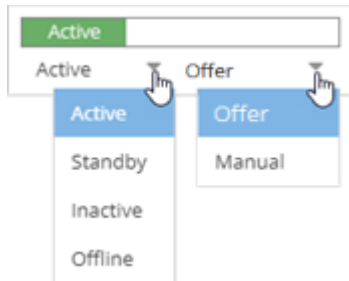 Active
Active Offer
Active Offer
Standby Manual
Inactive
Offline